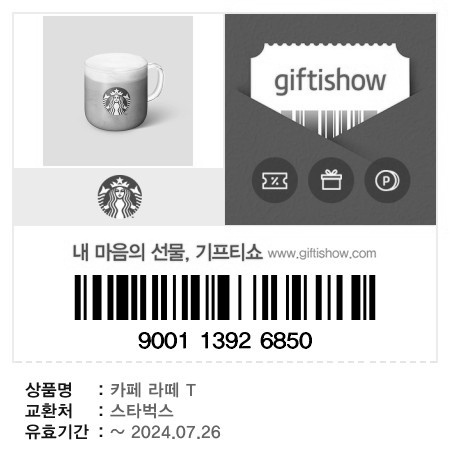 giftishow
내 마음의 선물, 기프티쇼 www.giftishow.com
9001 1392 6850
상품명 : 카페 라떼 T
교환처 : 스타벅스
유효기간 : ~ 2024.07.26